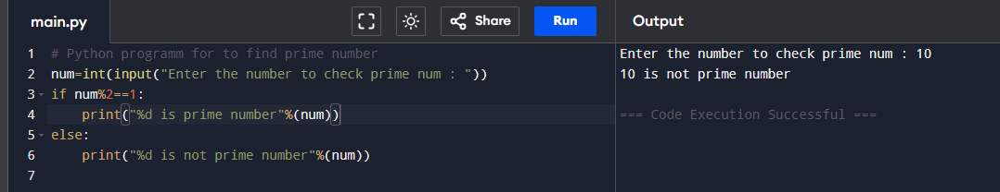 main.py Share Run Output
1 # Python programm for to find prime number
2 num=int(input("Enter the number to check prime num : "))
3 if num%2==1:
4 print("%d is prime number"%(num))
5 else:
6 print("%d is not prime number"%(num))
7
Enter the number to check prime num : 10
10 is not prime number
=== Code Execution Successful ===